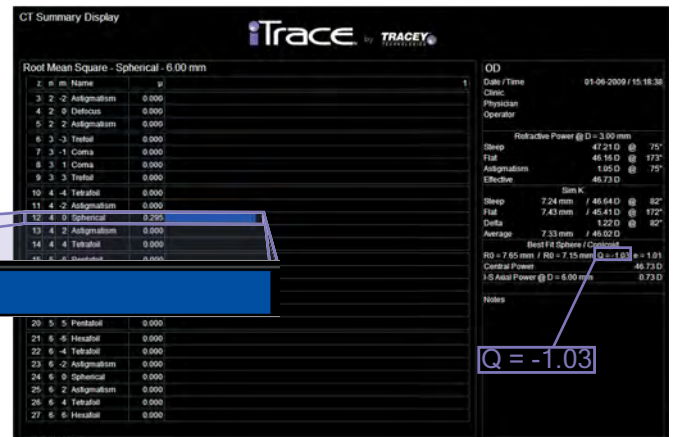 CT Summary Display
iTrace by TRACEY TECHNOLOGIES
Root Mean Square - Spherical - 6.00 mm
z n m Name µ 1
3 2 -2 Astigmatism 0.000
4 2 0 Defocus 0.000
5 2 2 Astigmatism 0.000
6 3 -3 Trefoil 0.000
7 3 -1 Coma 0.000
8 3 1 Coma 0.000
9 3 3 Trefoil 0.000
10 4 -4 Tetrafoil 0.000
11 4 -2 Astigmatism 0.000
12 4 0 Spherical 0.295
13 4 2 Astigmatism 0.000
14 4 4 Tetrafoil 0.000
15 5 -5 Pentafoil 0.000
20 5 5 Pentafoil 0.000
21 6 -6 Hexafoil 0.000
22 6 -4 Tetrafoil 0.000
23 6 -2 Astigmatism 0.000
24 6 0 Spherical 0.000
25 6 2 Astigmatism 0.000
26 6 4 Tetrafoil 0.000
27 6 6 Hexafoil 0.000
OD
Date / Time 01-06-2009 / 15:18:38
Clinic
Physician
Operator
Refractive Power @ D = 3.00 mm
Steep 47.21 D @ 75°
Flat 46.16 D @ 173°
Astigmatism 1.05 D @ 75°
Effective 46.73 D
Sim K
Steep 7.24 mm / 46.64 D @ 82°
Flat 7.43 mm / 45.41 D @ 172°
Delta 1.22 D @ 82°
Average 7.33 mm / 46.02 D
Best Fit Sphere / Conicoid
R0 = 7.65 mm / R0 = 7.15 mm Q = -1.03 e = 1.01
Central Power 46.73 D
I-S Axial Power @ D = 6.00 mm 0.73 D
Notes
Q = -1.03